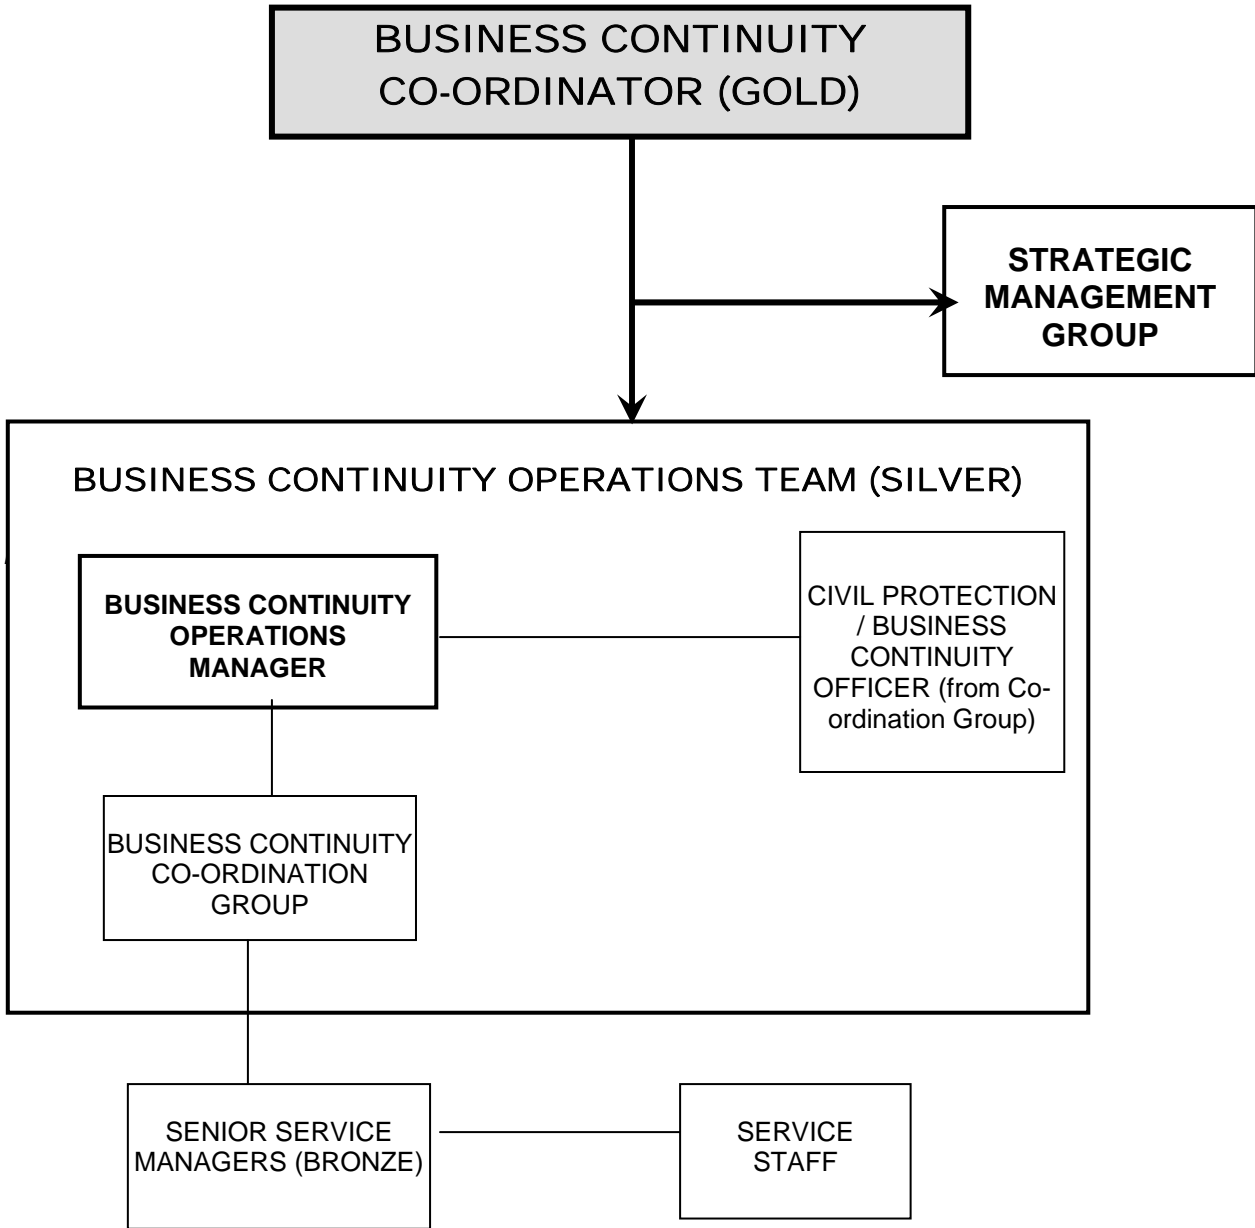 BUSINESS CONTINUITY
CO-ORDINATOR (GOLD)
STRATEGIC
MANAGEMENT
GROUP
BUSINESS CONTINUITY OPERATIONS TEAM (SILVER)
BUSINESS CONTINUITY
OPERATIONS
MANAGER
CIVIL PROTECTION
/ BUSINESS
CONTINUITY
OFFICER (from Co-
ordination Group)
BUSINESS CONTINUITY
CO-ORDINATION
GROUP
SENIOR SERVICE
MANAGERS (BRONZE)
SERVICE
STAFF